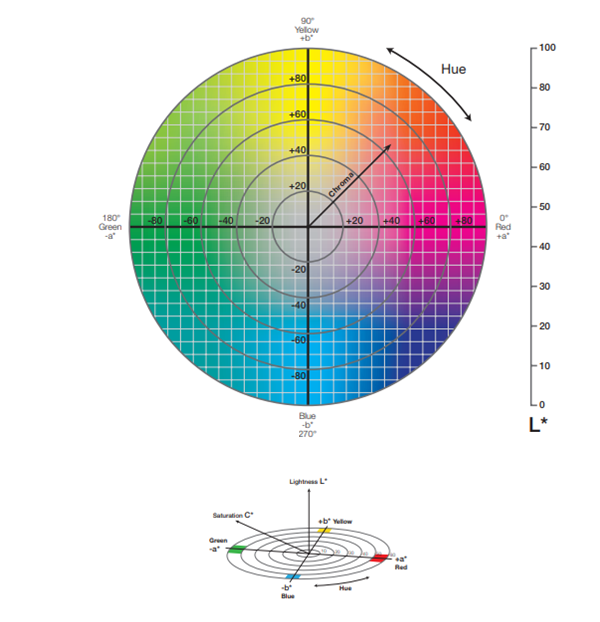 90°
Yellow
+b*
Hue
+80
+60
+40
+20
Chroma
180°
Green
-a*
-80 -60 -40 -20 +20 +40 +60 +80
0°
Red
+a*
-20
-40
-60
-80
Blue
-b*
270°
100
80
70
60
50
40
30
20
10
0
L*
Lightness L*
Saturation C*
+b* Yellow
Green
-a*
+a*
Red
-b*
Blue
Hue